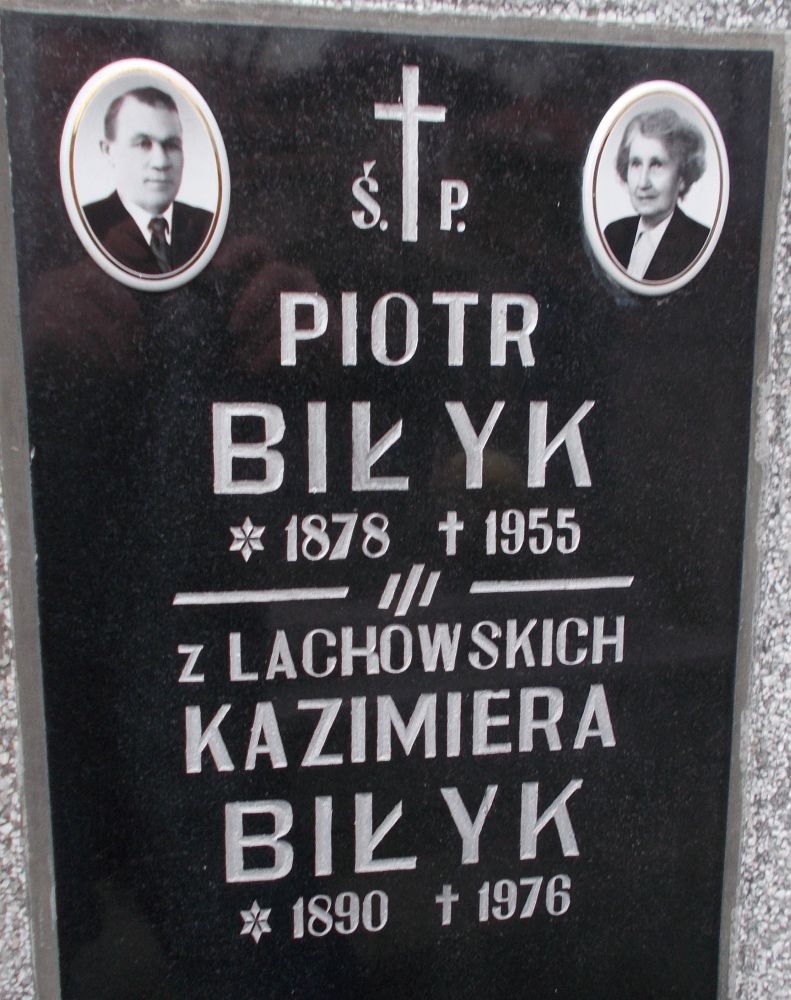 Ś. P.
PIOTR
BIŁYK
* 1878 † 1955
Z LACHOWSKICH
KAZIMIERA
BIŁYK
* 1890 † 1976